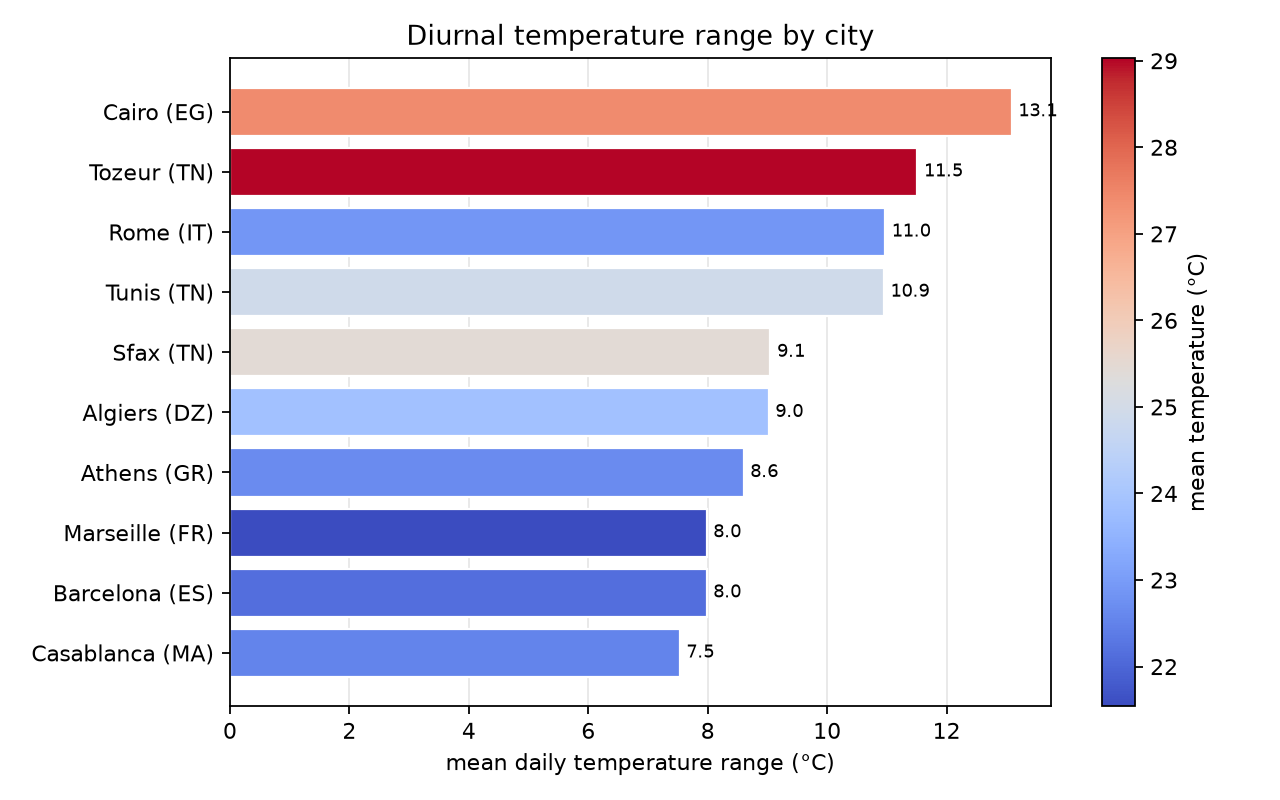 Diurnal temperature range by city
Cairo (EG) 13.1
Tozeur (TN) 11.5
Rome (IT) 11.0
Tunis (TN) 10.9
Sfax (TN) 9.1
Algiers (DZ) 9.0
Athens (GR) 8.6
Marseille (FR) 8.0
Barcelona (ES) 8.0
Casablanca (MA) 7.5
0 2 4 6 8 10 12
mean daily temperature range (°C)
29
28
27
26
25
24
23
22
mean temperature (°C)